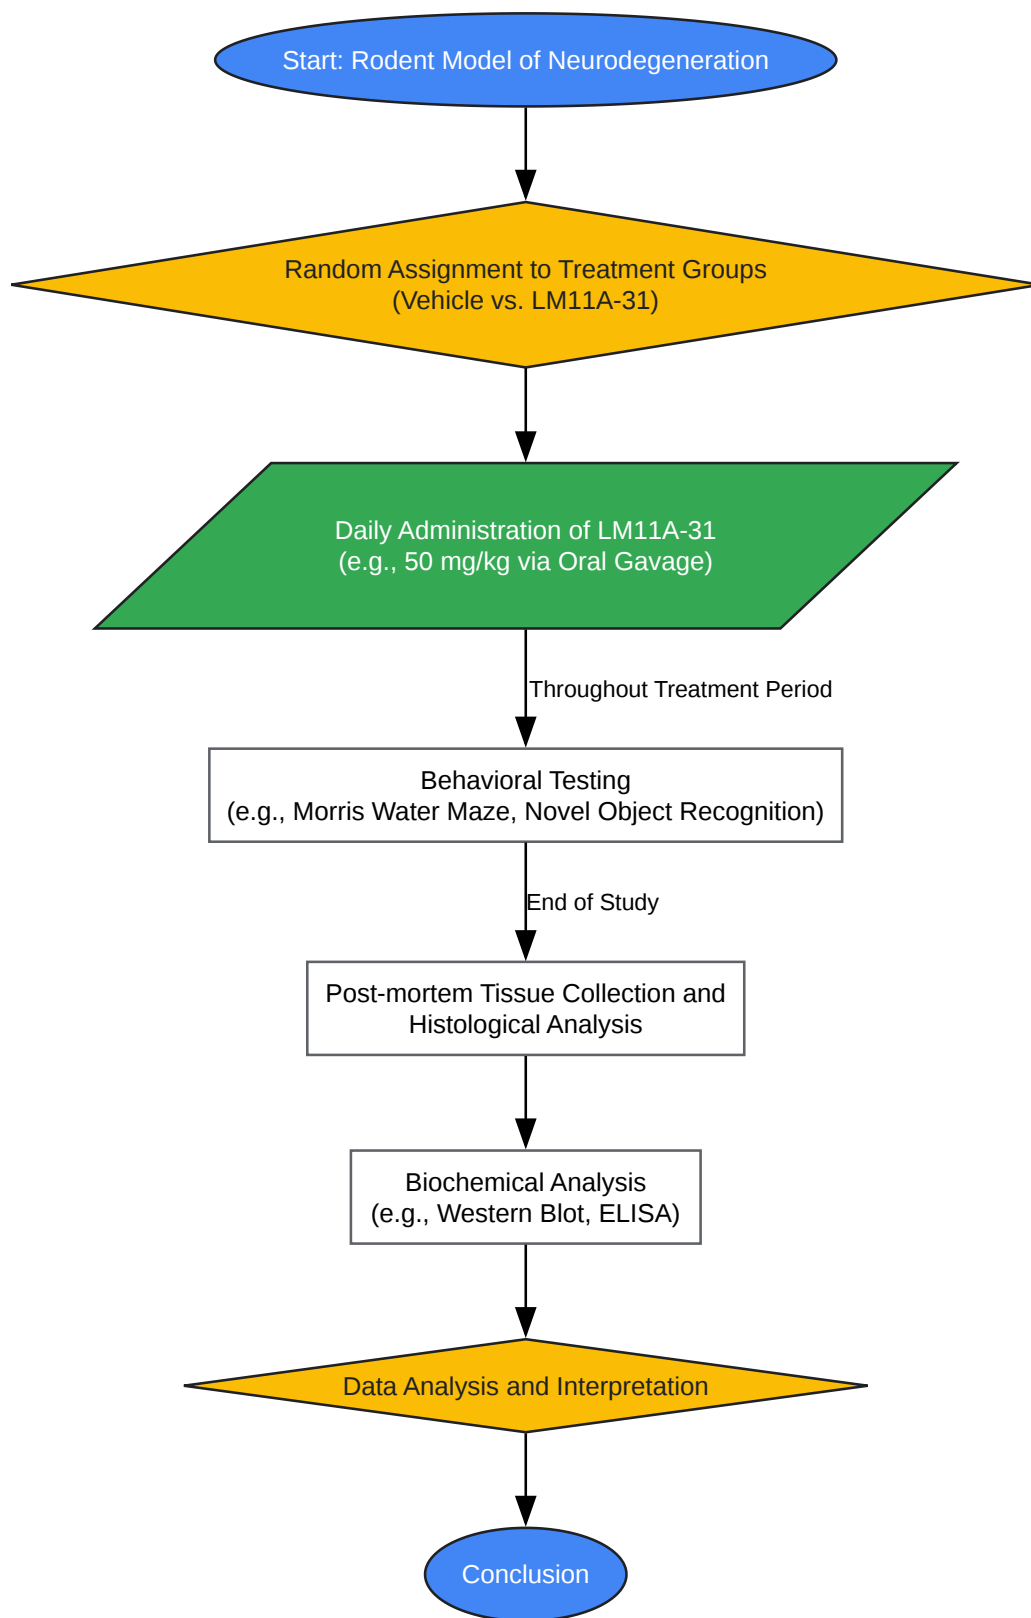 Start: Rodent Model of Neurodegeneration
Random Assignment to Treatment Groups
(Vehicle vs. LM11A-31)
Daily Administration of LM11A-31
(e.g., 50 mg/kg via Oral Gavage)
Throughout Treatment Period
Behavioral Testing
(e.g., Morris Water Maze, Novel Object Recognition)
End of Study
Post-mortem Tissue Collection and
Histological Analysis
Biochemical Analysis
(e.g., Western Blot, ELISA)
Data Analysis and Interpretation
Conclusion